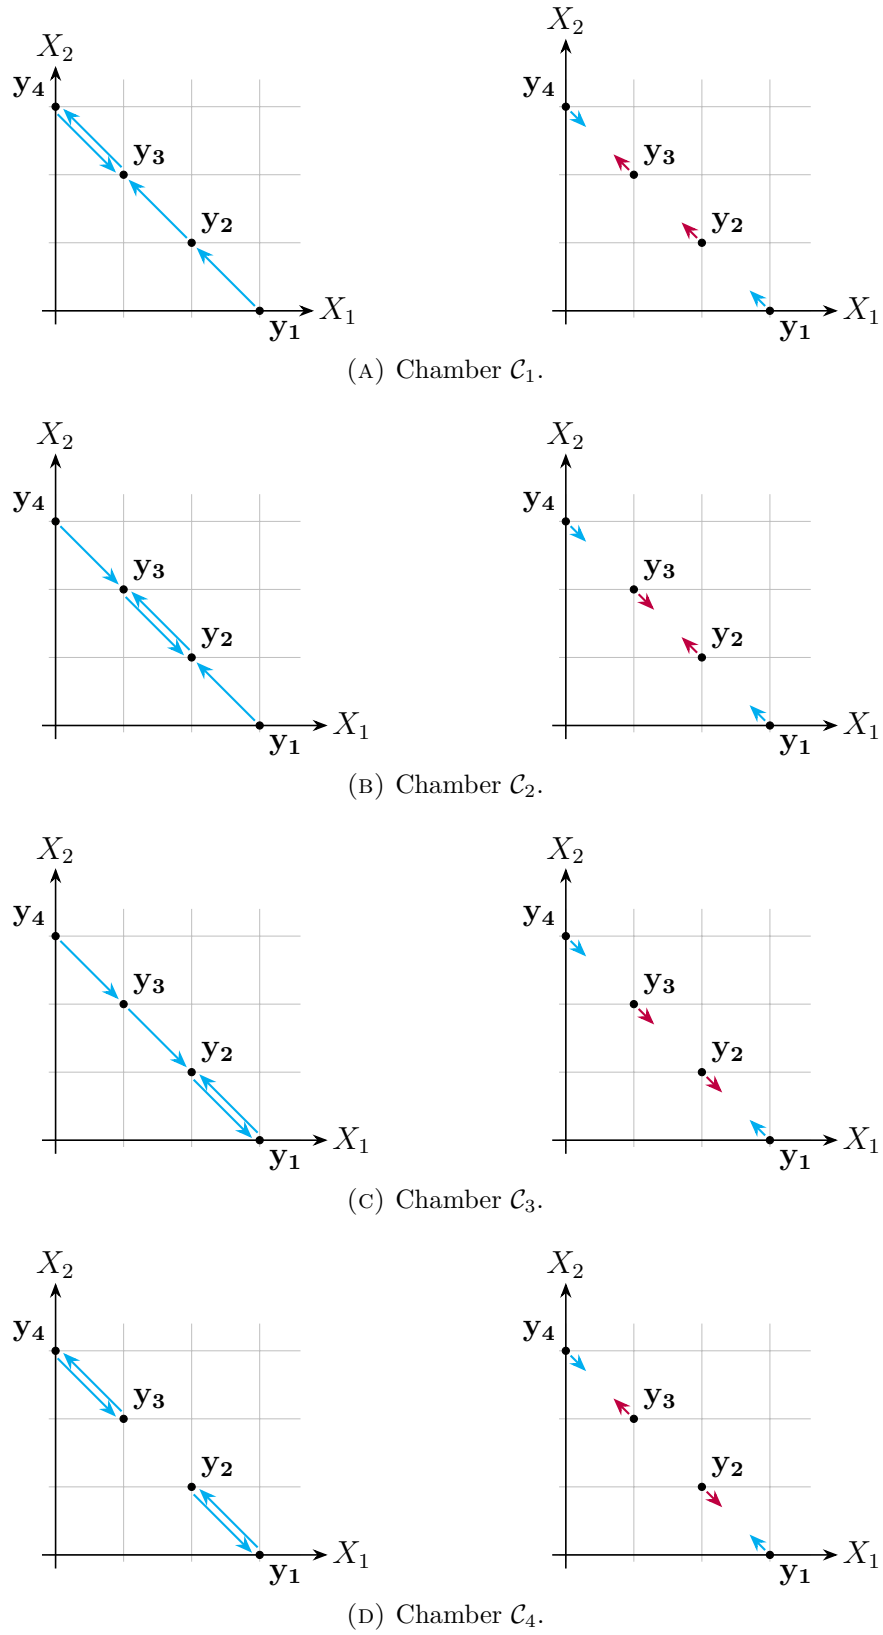 X₂ X₂
y₄ y₄
y₃ y₃
y₂ y₂
X₁ X₁
y₁ y₁
(A) Chamber 𝒞₁.
X₂ X₂
y₄ y₄
y₃ y₃
y₂ y₂
X₁ X₁
y₁ y₁
(B) Chamber 𝒞₂.
X₂ X₂
y₄ y₄
y₃ y₃
y₂ y₂
X₁ X₁
y₁ y₁
(C) Chamber 𝒞₃.
X₂ X₂
y₄ y₄
y₃ y₃
y₂ y₂
X₁ X₁
y₁ y₁
(D) Chamber 𝒞₄.